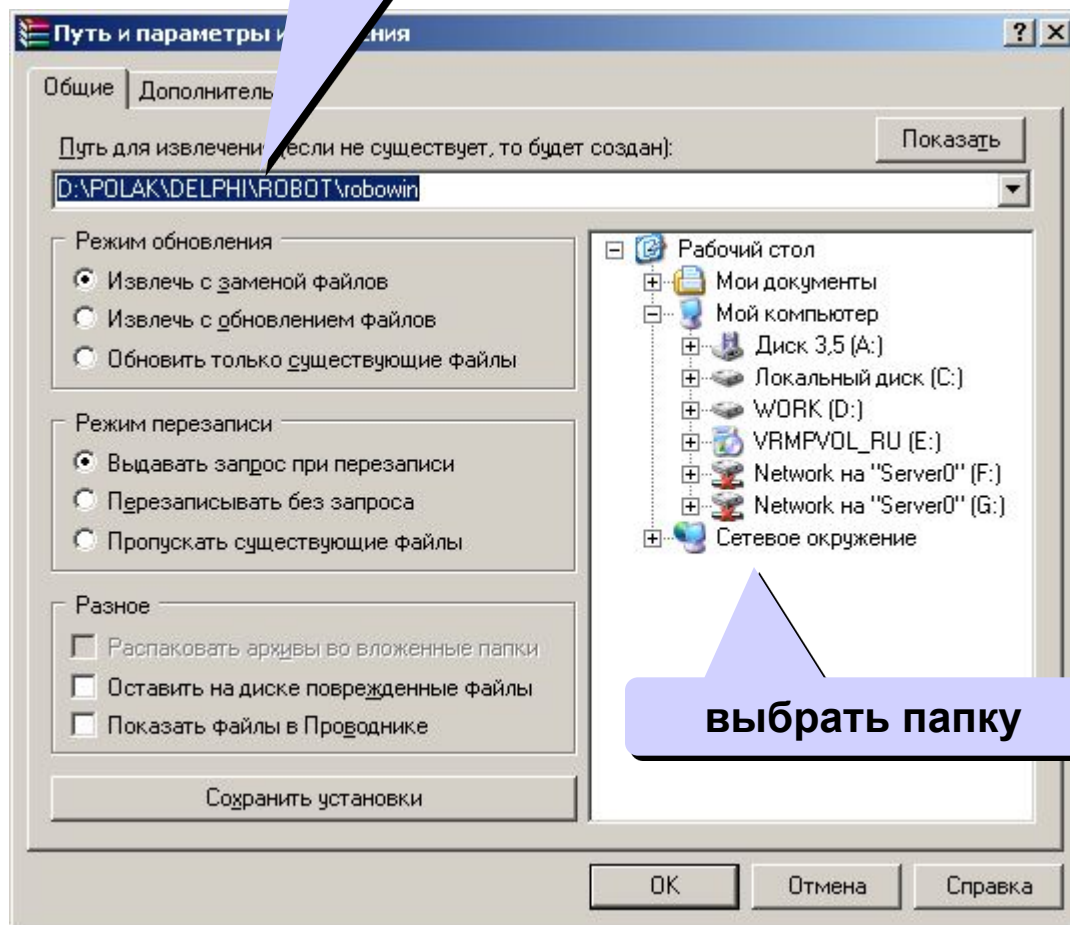 Путь и параметры ения
Общие Дополнитель
Показать
Путь для извлечени (если не существует, то будет создан):
D:\POLAK\DELPHI\ROBOT\robowin
Режим обновления
Извлечь с заменой файлов
Извлечь с обновлением файлов
Обновить только существующие файлы
Режим перезаписи
Выдавать запрос при перезаписи
Перезаписывать без запроса
Пропускать существующие файлы
Разное
Распаковать архивы во вложенные папки
Оставить на диске поврежденные файлы
Показать файлы в Проводнике
Сохранить установки
Рабочий стол
Мои документы
Мой компьютер
Диск 3,5 (A:)
Локальный диск (C:)
WORK (D:)
VRMPVOL_RU (E:)
Network на "Server0" (F:)
Network на "Server0" (G:)
Сетевое окружение
выбрать папку
OK Отмена Справка